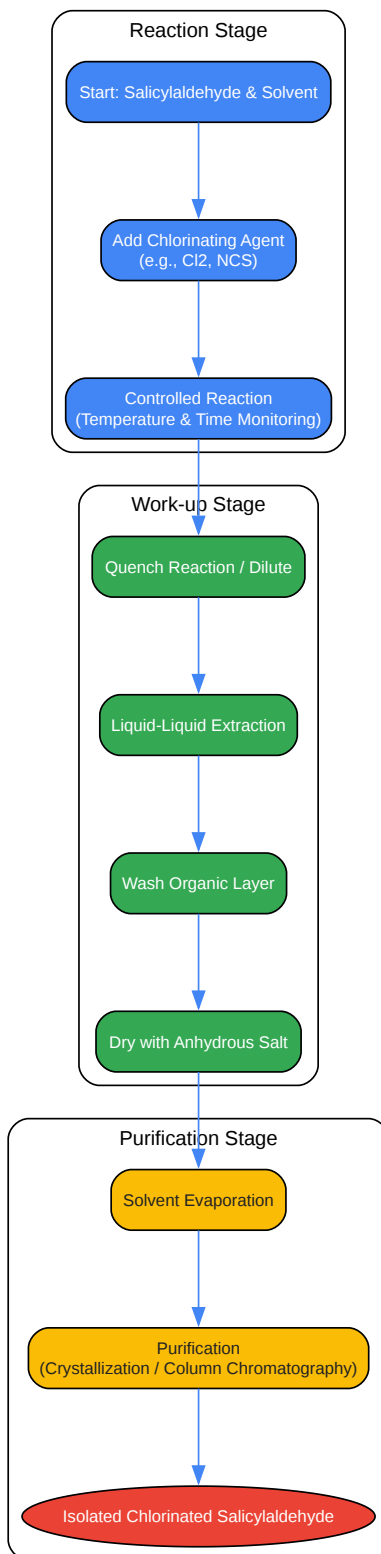 Reaction Stage
Start: Salicylaldehyde & Solvent
Add Chlorinating Agent
(e.g., Cl2, NCS)
Controlled Reaction
(Temperature & Time Monitoring)
Work-up Stage
Quench Reaction / Dilute
Liquid-Liquid Extraction
Wash Organic Layer
Dry with Anhydrous Salt
Purification Stage
Solvent Evaporation
Purification
(Crystallization / Column Chromatography)
Isolated Chlorinated Salicylaldehyde